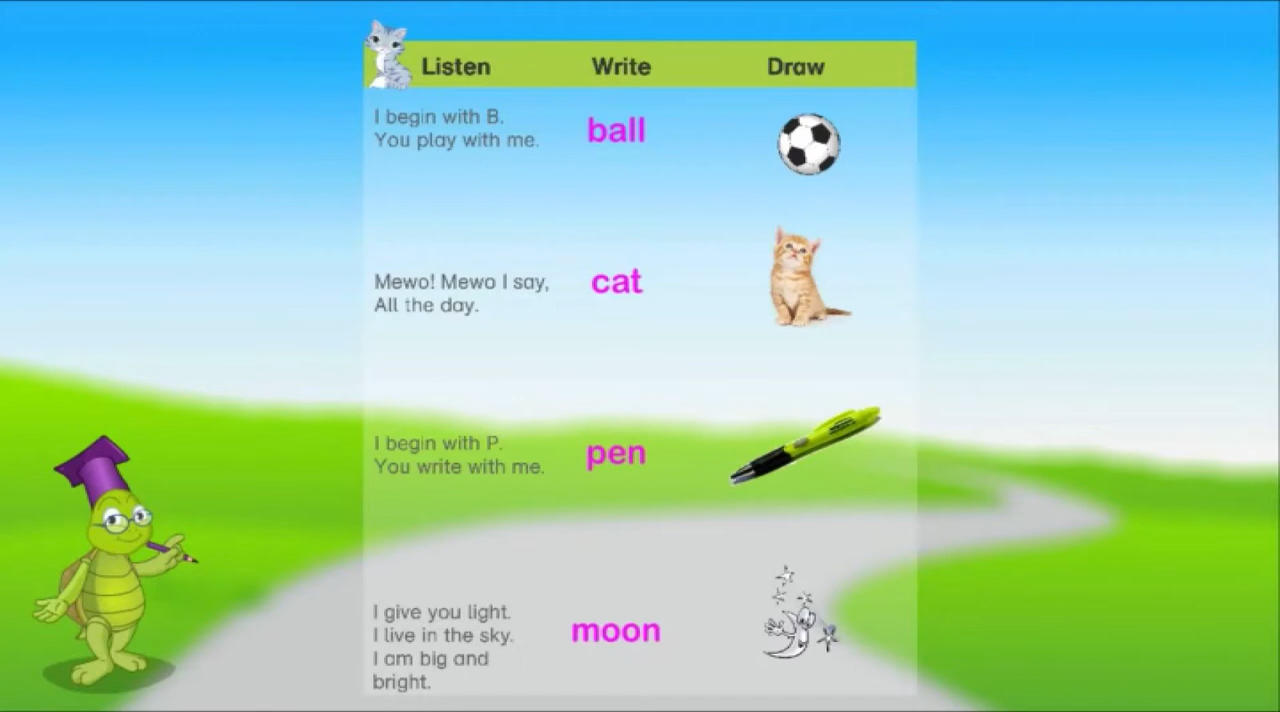 Listen Write Draw
I begin with B.
You play with me.
ball
Mewo! Mewo I say,
All the day.
cat
I begin with P.
You write with me.
pen
I give you light.
I live in the sky.
I am big and
bright.
moon